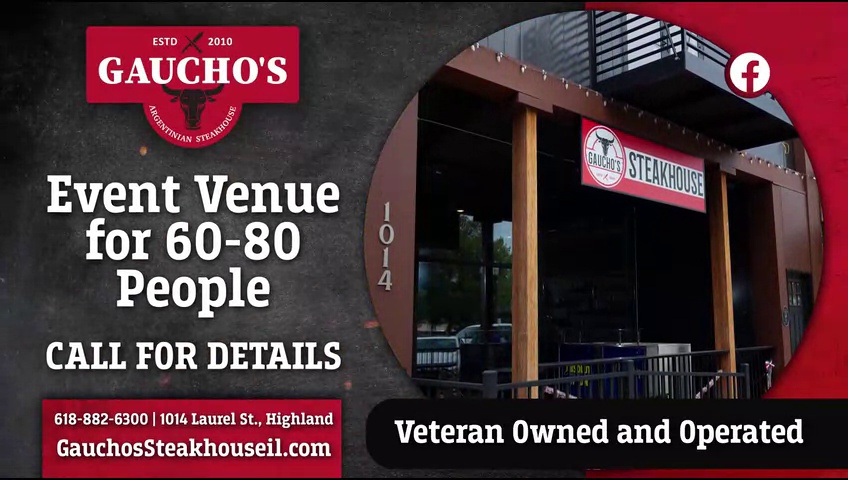 ESTD 2010
GAUCHO'S
ARGENTINIAN STEAKHOUSE
Event Venue
for 60-80
People
CALL FOR DETAILS
618-882-6300 | 1014 Laurel St., Highland
GauchosSteakhouseil.com
f
1014
GAUCHO'S
STEAKHOUSE
Veteran Owned and Operated